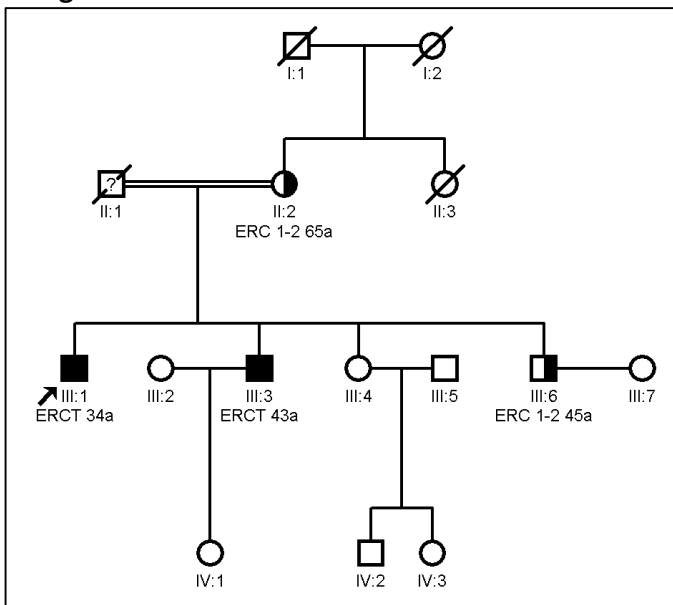 I:1 I:2
?
II:1 II:2 II:3
ERC 1-2 65a
III:1 III:2 III:3 III:4 III:5 III:6 III:7
ERCT 34a ERCT 43a ERC 1-2 45a
IV:1 IV:2 IV:3